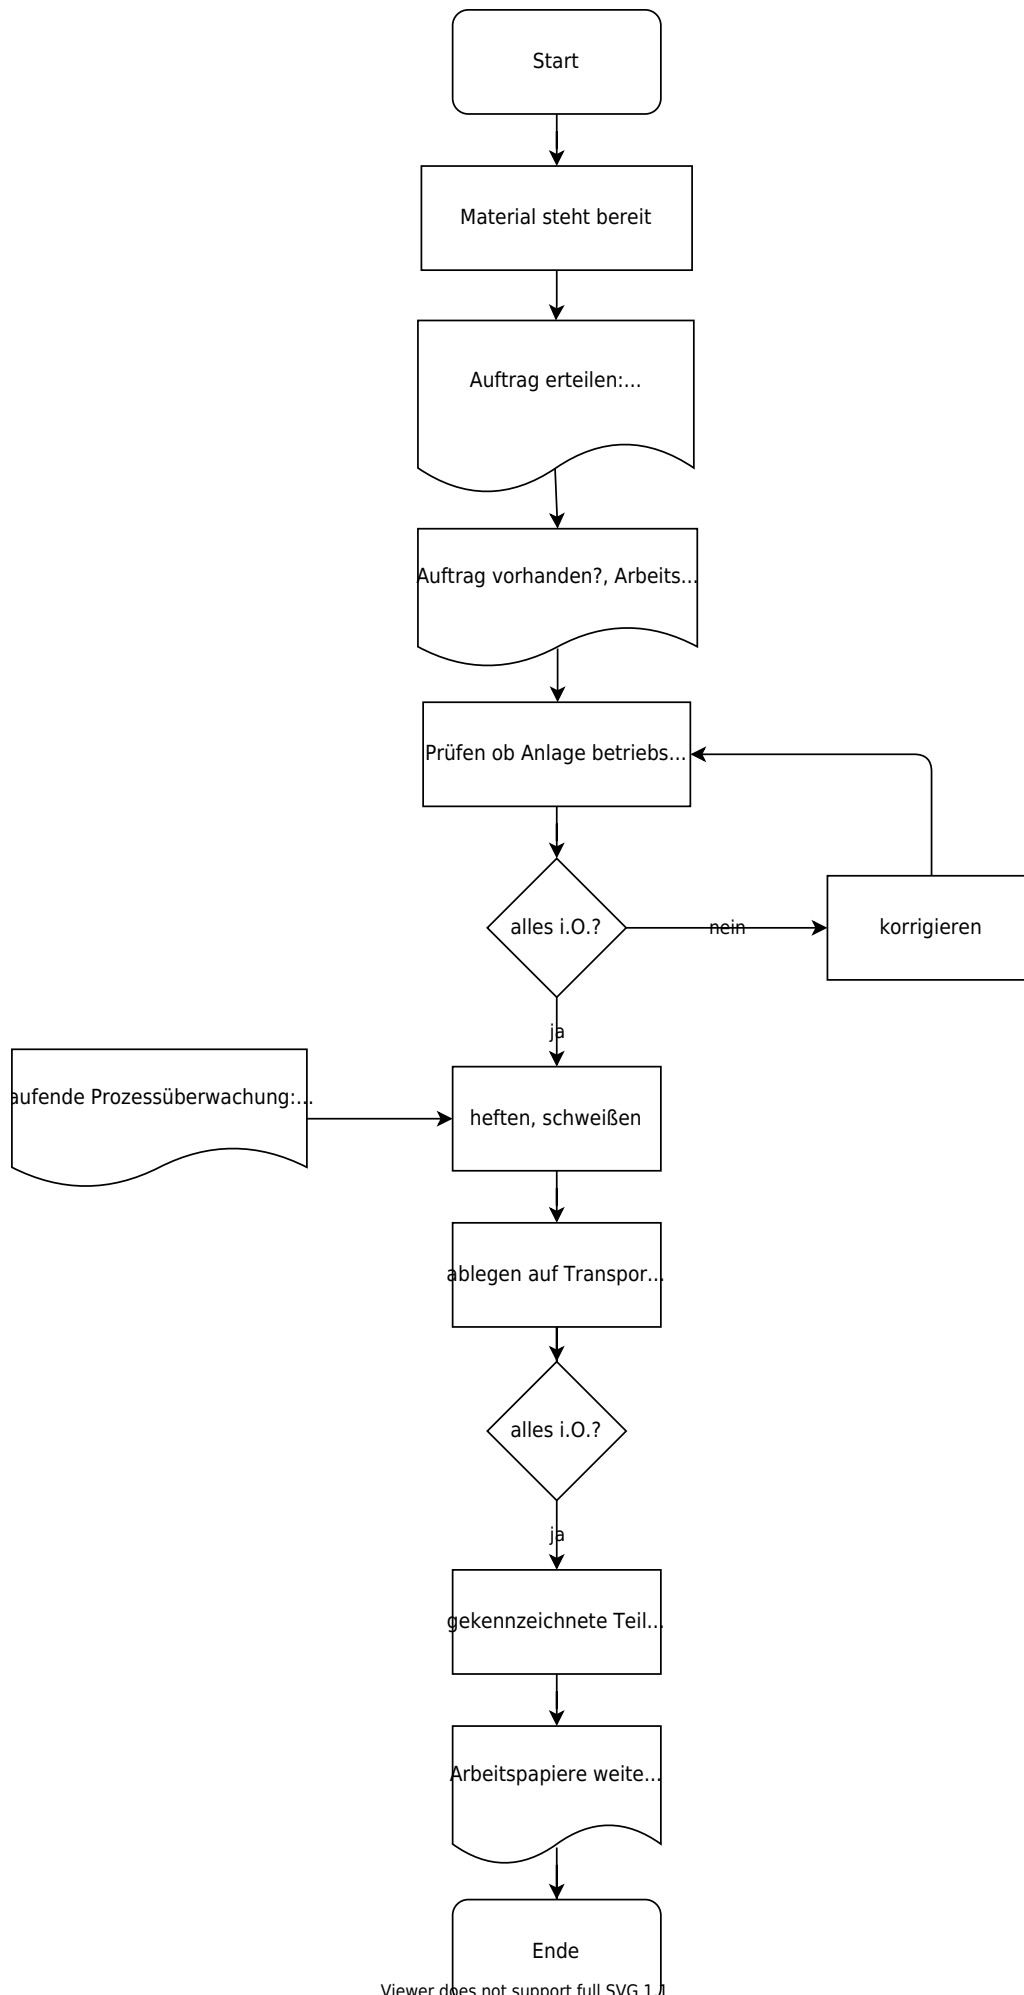 Start
Material steht bereit
Auftrag erteilen:...
Auftrag vorhanden?, Arbeits...
Prüfen ob Anlage betriebs...
alles i.O.?
nein
korrigieren
ja
aufende Prozessüberwachung:...
heften, schweißen
ablegen auf Transpor...
alles i.O.?
ja
gekennzeichnete Teil...
Arbeitspapiere weite...
Ende
Viewer does not support full SVG 1.1